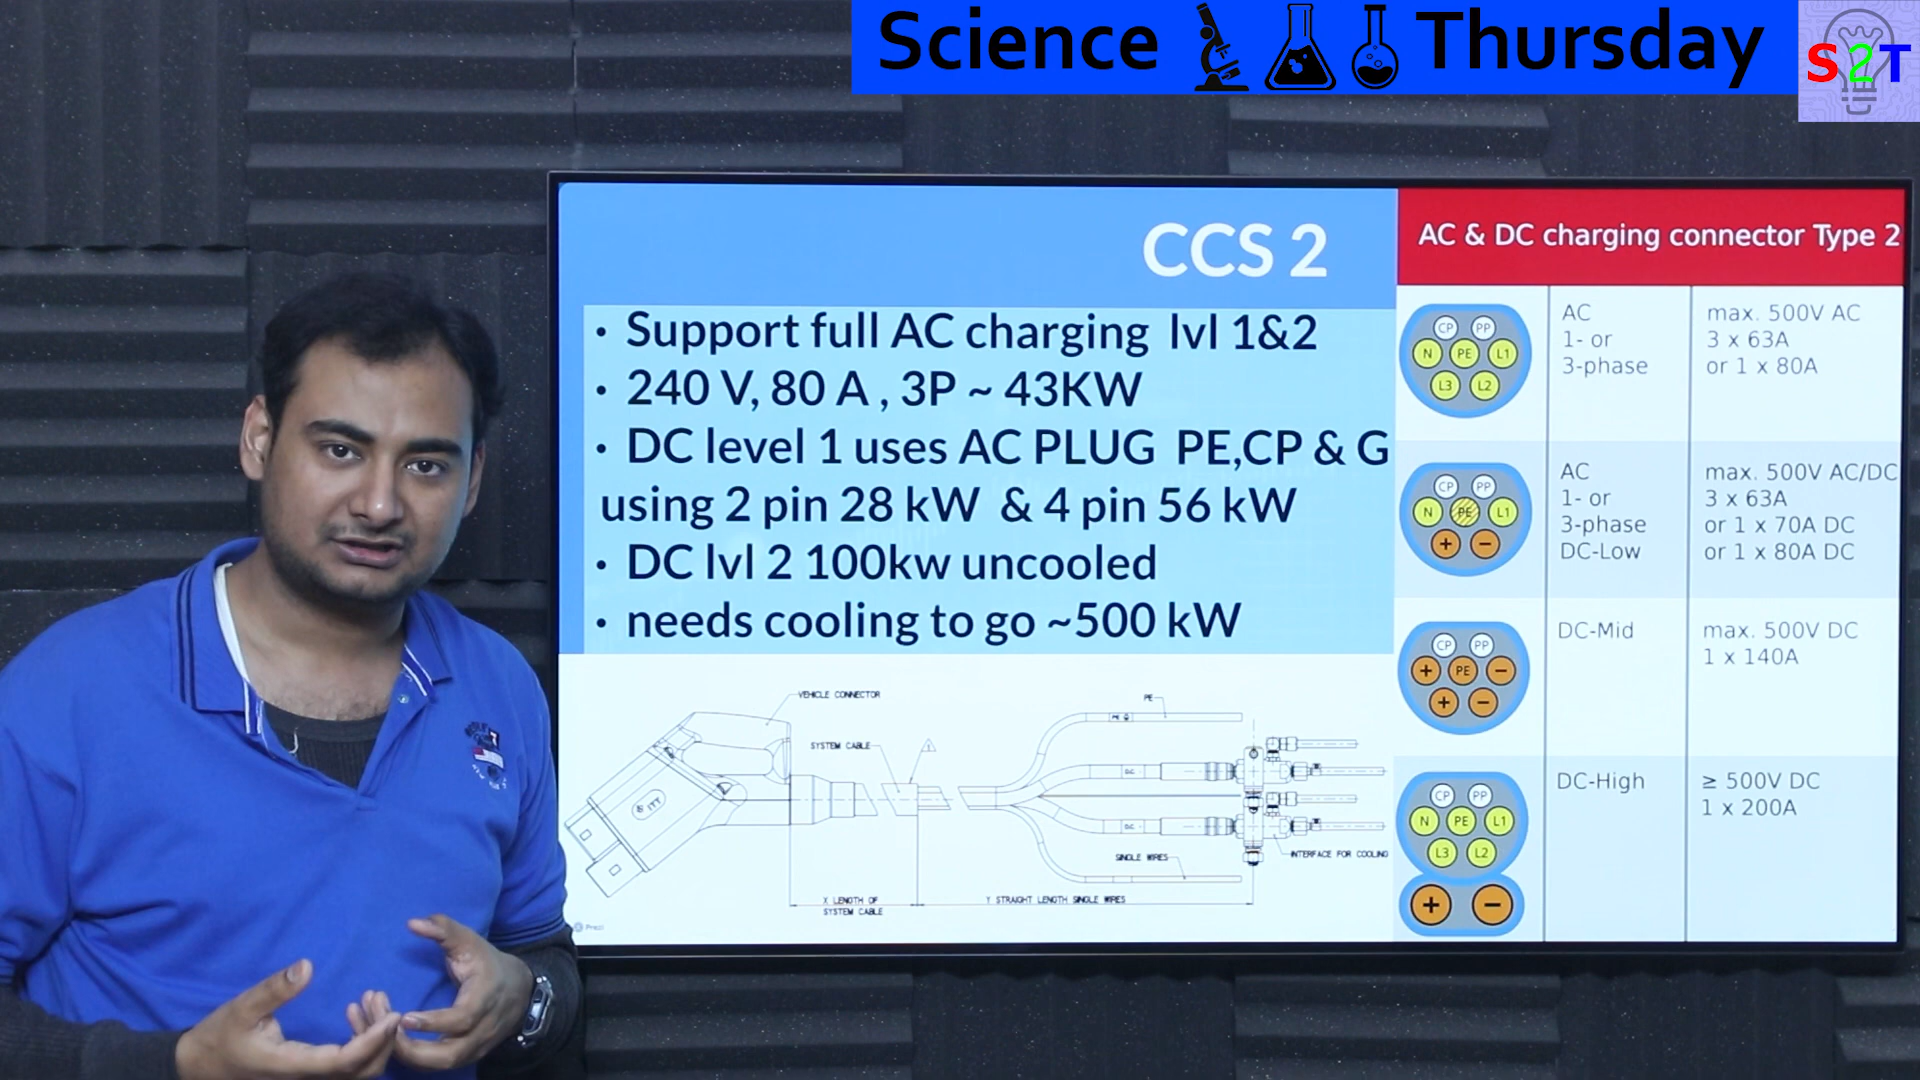 Science Thursday
S2T
CCS 2
• Support full AC charging lvl 1&2
• 240 V, 80 A , 3P ~ 43KW
• DC level 1 uses AC PLUG PE,CP & G
using 2 pin 28 kW & 4 pin 56 kW
• DC lvl 2 100kw uncooled
• needs cooling to go ~500 kW
VEHICLE CONNECTOR
SYSTEM CABLE
1
PE
PE
DC
DC
ITT
SINGLE WIRES
INTERFACE FOR COOLING
X LENGTH OF
SYSTEM CABLE
Y STRAIGHT LENGTH SINGLE WIRES
Prezi
AC & DC charging connector Type 2
CP PP
N PE L1
L3 L2
AC
1- or
3-phase
max. 500V AC
3 x 63A
or 1 x 80A
CP PP
N PE L1
+ −
AC
1- or
3-phase
DC-Low
max. 500V AC/DC
3 x 63A
or 1 x 70A DC
or 1 x 80A DC
CP PP
+ PE −
+ −
DC-Mid
max. 500V DC
1 x 140A
CP PP
N PE L1
L3 L2
+ −
DC-High
≥ 500V DC
1 x 200A